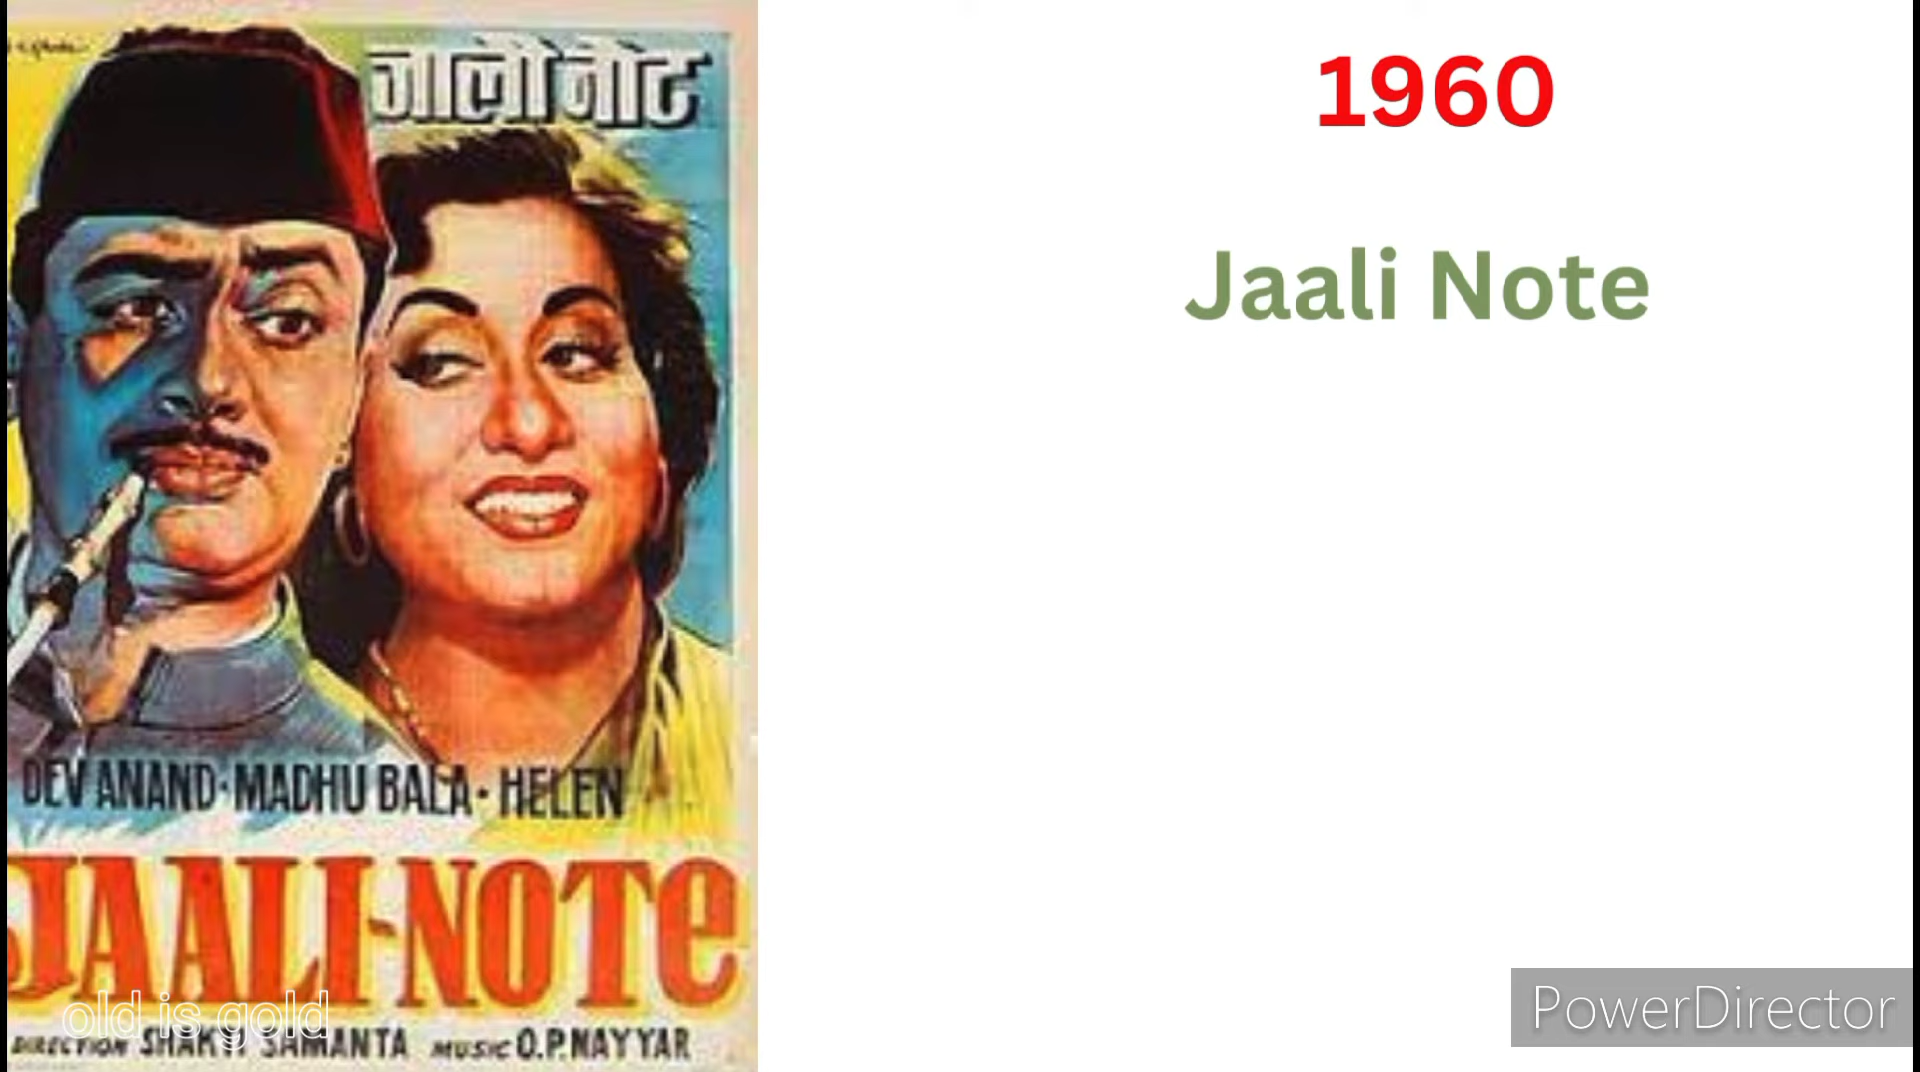 जाली नोट
1960
Jaali Note
DEV ANAND · MADHU BALA · HELEN
JAALI-NOTE
old is gold
DIRECTION SHAKTI SAMANTA MUSIC O.P.NAYYAR
PowerDirector